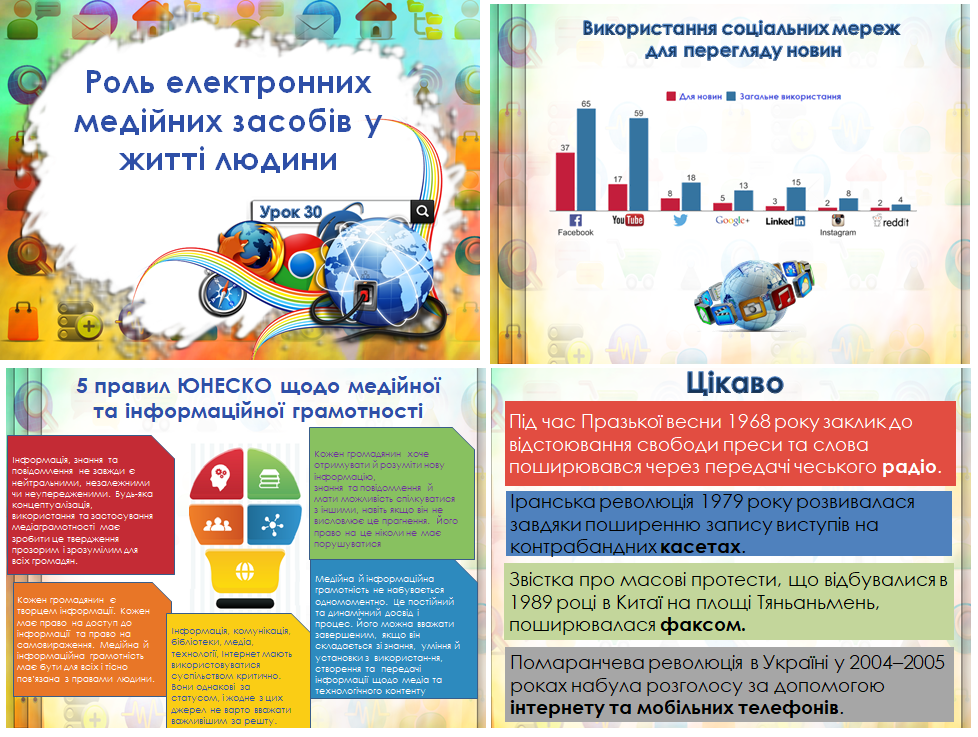 Роль електронних
медійних засобів у
житті людини
Урок 30
Використання соціальних мереж
для перегляду новин
Для новин Загальне використання
37
65
17
59
8
18
5
13
3
15
2
8
2
4
Facebook
YouTube
Google+
LinkedIn
Instagram
reddit
5 правил ЮНЕСКО щодо медійної
та інформаційної грамотності
Інформація, знання та
повідомлення не завжди є
нейтральними, незалежними
чи неупередженими. Будь-яка
концептуалізація,
використання та застосування
медіаграмотності має
зробити це твердження
прозорим і зрозумілим для
всіх громадян.
Кожен громадянин хоче
отримувати й розуміти нову
інформацію,
знання та повідомлення й
мати можливість спілкуватися
з іншими, навіть якщо він не
висловлює це прагнення. Його
право на це ніколи не має
порушуватися
Кожен громадянин є
творцем інформації. Кожен
має право на доступ до
інформації та право на
самовираження. Медійна й
інформаційна грамотність
має бути для всіх і тісно
пов'язана з правами людини.
Інформація, комунікація,
бібліотеки, медіа,
технології, Інтернет мають
використовуватися
суспільством критично.
Вони однакові за
статусом, і жодне з цих
джерел не варто вважати
важливішим за решту.
Медійна й інформаційна
грамотність не набувається
одномоментно. Це постійний
та динамічний досвід і
процес. Його можна вважати
завершеним, якщо він
складається зі знання, уміння й
установки з використан-ня,
створення та передачі
інформації щодо медіа та
технологічного контенту
Цікаво
Під час Празької весни 1968 року заклик до
відстоювання свободи преси та слова
поширювався через передачі чеського радіо.
Іранська революція 1979 року розвивалася
завдяки поширенню запису виступів на
контрабандних касетах.
Звістка про масові протести, що відбувалися в
1989 році в Китаї на площі Тяньаньмень,
поширювалася факсом.
Помаранчева революція в Україні у 2004–2005
роках набула розголосу за допомогою
інтернету та мобільних телефонів.